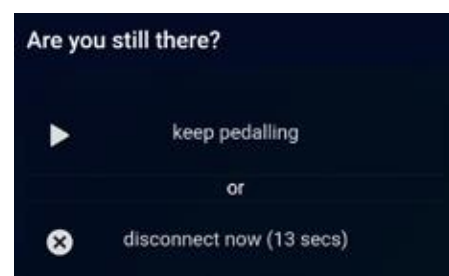 Are you still there?
keep pedalling
or
disconnect now (13 secs)